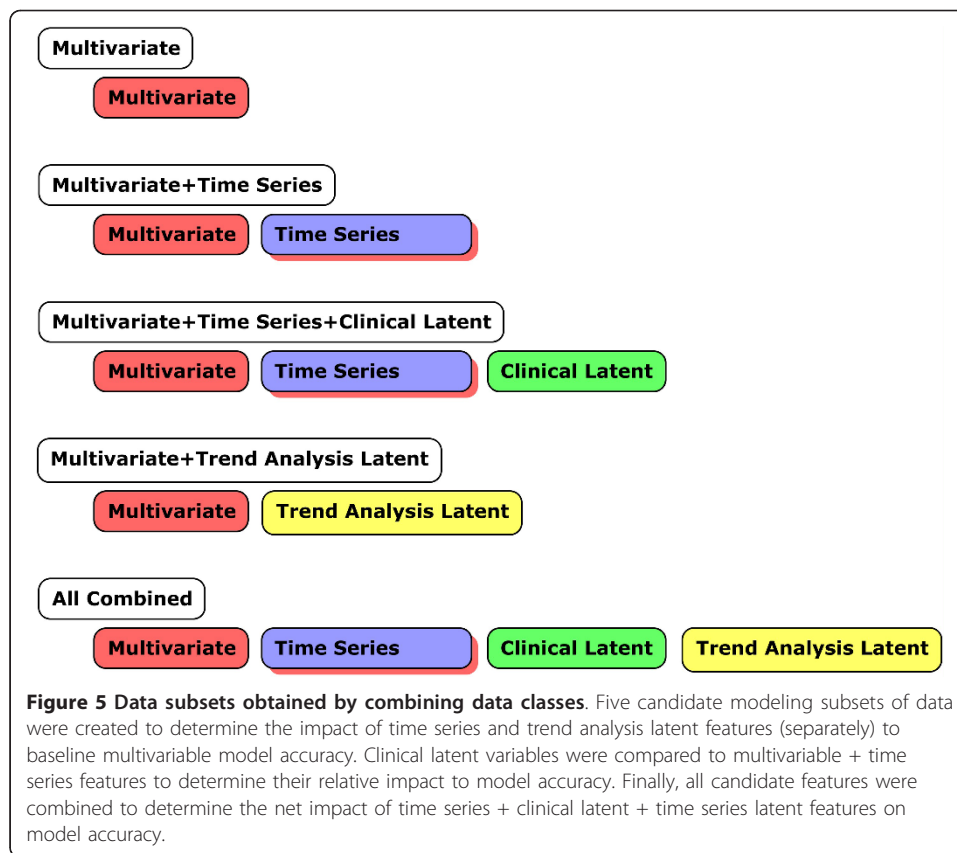 Multivariate
Multivariate
Multivariate+Time Series
Multivariate Time Series
Multivariate+Time Series+Clinical Latent
Multivariate Time Series Clinical Latent
Multivariate+Trend Analysis Latent
Multivariate Trend Analysis Latent
All Combined
Multivariate Time Series Clinical Latent Trend Analysis Latent
Figure 5 Data subsets obtained by combining data classes. Five candidate modeling subsets of data
were created to determine the impact of time series and trend analysis latent features (separately) to
baseline multivariable model accuracy. Clinical latent variables were compared to multivariable + time
series features to determine their relative impact to model accuracy. Finally, all candidate features were
combined to determine the net impact of time series + clinical latent + time series latent features on
model accuracy.